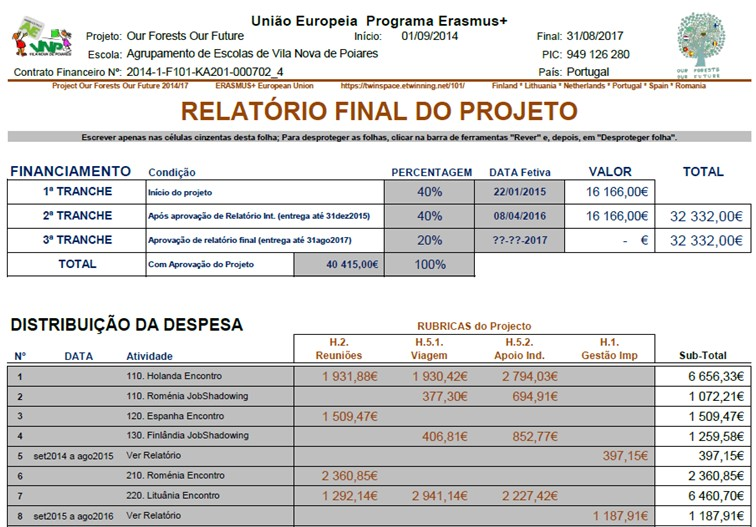 União Europeia Programa Erasmus+
Projeto: Our Forests Our Future Início: 01/09/2014 Final: 31/08/2017
Escola: Agrupamento de Escolas de Vila Nova de Poiares PIC: 949 126 280
Contrato Financeiro Nº: 2014-1-F101-KA201-000702_4 País: Portugal
VNP
VILA NOVA DE POIARES
OUR FORESTS
OUR FUTURE
Project Our Forests Our Future 2014/17 ERASMUS+ European Union https://twinspace.etwinning.net/101/ Finland * Lithuania * Netherlands * Portugal * Spain * Romania
RELATÓRIO FINAL DO PROJETO
Escrever apenas nas células cinzentas desta folha; Para desproteger as folhas, clicar na barra de ferramentas "Rever" e, depois, em "Desproteger folha".
FINANCIAMENTO Condição PERCENTAGEM DATA Fetiva VALOR TOTAL
1ª TRANCHE Início do projeto 40% 22/01/2015 16 166,00€
2ª TRANCHE Após aprovação de Relatório Int. (entrega até 31dez2015) 40% 08/04/2016 16 166,00€ 32 332,00€
3ª TRANCHE Aprovação de relatório final (entrega até 31ago2017) 20% ??-??-2017 - € 32 332,00€
TOTAL Com Aprovação do Projeto 40 415,00€ 100%
DISTRIBUIÇÃO DA DESPESA RUBRICAS do Projecto
Nº DATA Atividade H.2. Reuniões H.5.1. Viagem H.5.2. Apoio Ind. H.1. Gestão Imp Sub-Total
1 110. Holanda Encontro 1 931,88€ 1 930,42€ 2 794,03€ 6 656,33€
2 110. Roménia JobShadowing 377,30€ 694,91€ 1 072,21€
3 120. Espanha Encontro 1 509,47€ 1 509,47€
4 130. Finlândia JobShadowing 406,81€ 852,77€ 1 259,58€
5 set2014 a ago2015 Ver Relatório 397,15€ 397,15€
6 210. Roménia Encontro 2 360,85€ 2 360,85€
7 220. Lituânia Encontro 1 292,14€ 2 941,10€ 2 227,42€ 6 460,70€
8 set2015 a ago2016 Ver Relatório 1 187,91€ 1 187,91€